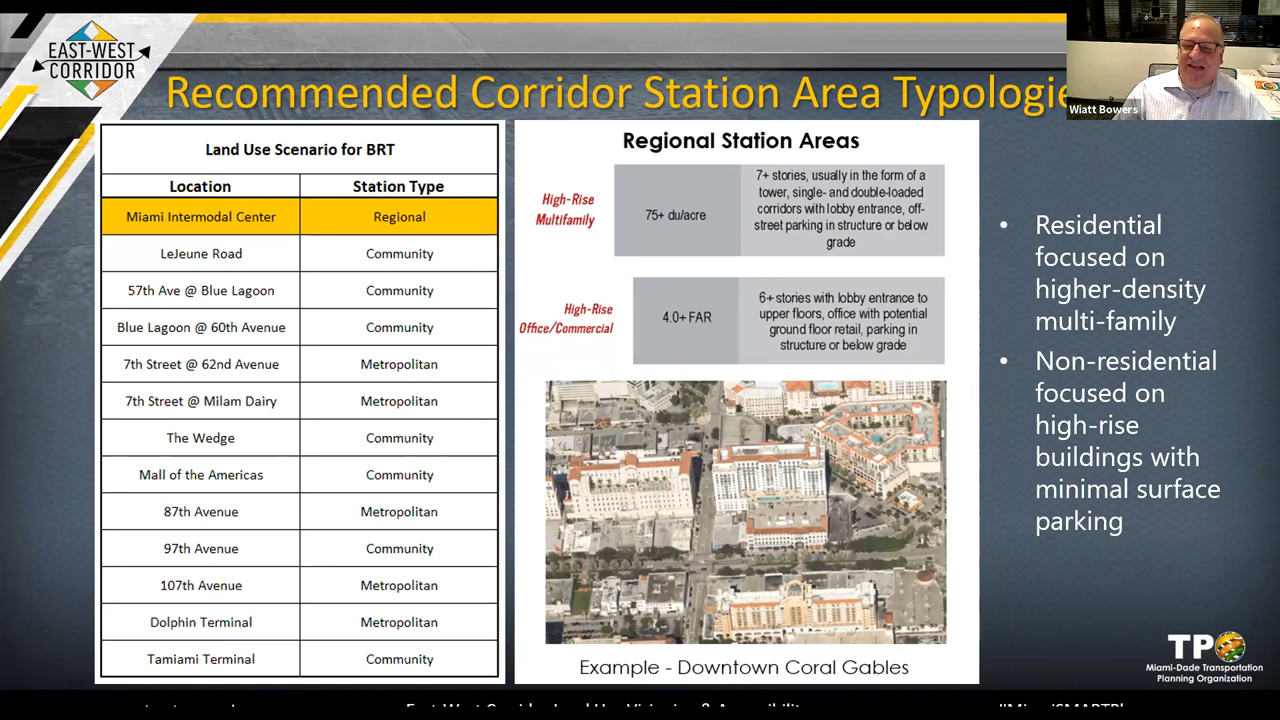 EAST-WEST
CORRIDOR
Recommended Corridor Station Area
Wiatt Bowers
Land Use Scenario for BRT
Location Station Type
Miami Intermodal Center Regional
LeJeune Road Community
57th Ave @ Blue Lagoon Community
Blue Lagoon @ 60th Avenue Community
7th Street @ 62nd Avenue Metropolitan
7th Street @ Milam Dairy Metropolitan
The Wedge Community
Mall of the Americas Community
87th Avenue Metropolitan
97th Avenue Community
107th Avenue Metropolitan
Dolphin Terminal Metropolitan
Tamiami Terminal Community
Regional Station Areas
High-Rise
Multifamily
75+ du/acre
7+ stories, usually in the form of a
tower, single- and double-loaded
corridors with lobby entrance, off-
street parking in structure or below
grade
High-Rise
Office/Commercial
4.0+ FAR
6+ stories with lobby entrance to
upper floors, office with potential
ground floor retail, parking in
structure or below grade
Example - Downtown Coral Gables
• Residential
focused on
higher-density
multi-family
• Non-residential
focused on
high-rise
buildings with
minimal surface
parking
TPO
Miami-Dade Transportation
Planning Organization